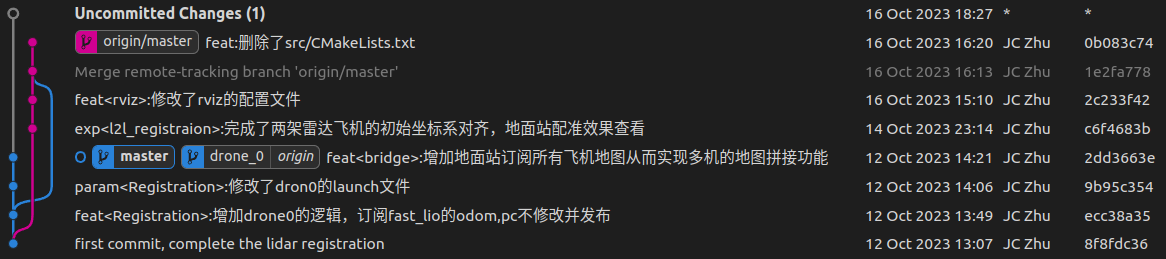 Uncommitted Changes (1) 16 Oct 2023 18:27 * *
origin/master feat:删除了src/CMakeLists.txt 16 Oct 2023 16:20 JC Zhu 0b083c74
Merge remote-tracking branch 'origin/master' 16 Oct 2023 16:13 JC Zhu 1e2fa778
feat<rviz>:修改了rviz的配置文件 16 Oct 2023 15:10 JC Zhu 2c233f42
exp<l2l_registraion>:完成了两架雷达飞机的初始坐标系对齐，地面站配准效果查看 14 Oct 2023 23:14 JC Zhu c6f4683b
master drone_0 origin feat<bridge>:增加地面站订阅所有飞机地图从而实现多机的地图拼接功能 12 Oct 2023 14:21 JC Zhu 2dd3663e
param<Registration>:修改了dron0的launch文件 12 Oct 2023 14:06 JC Zhu 9b95c354
feat<Registration>:增加drone0的逻辑，订阅fast_lio的odom,pc不修改并发布 12 Oct 2023 13:49 JC Zhu ecc38a35
first commit, complete the lidar registration 12 Oct 2023 13:07 JC Zhu 8f8fdc36